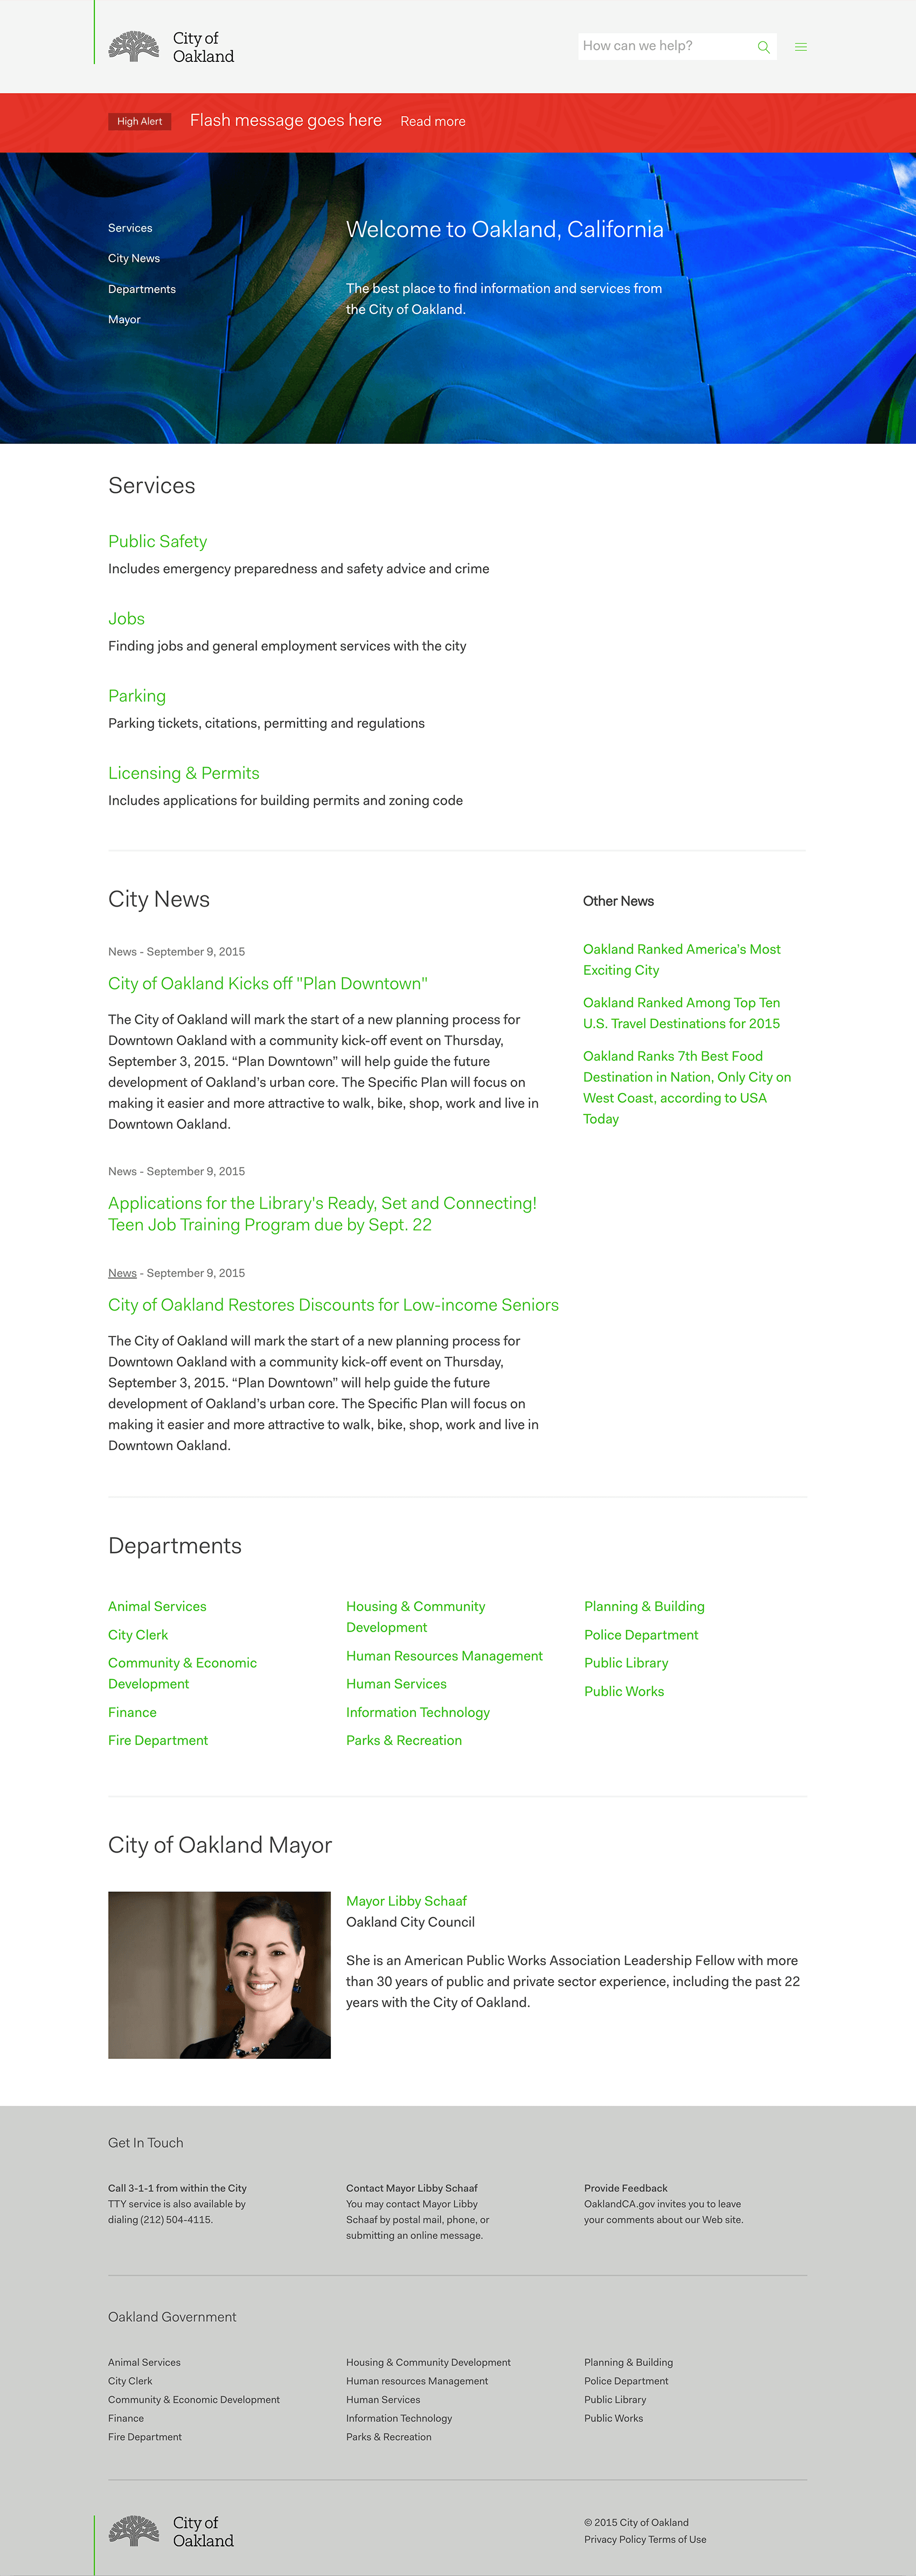 City of
Oakland
How can we help?
High Alert
Flash message goes here
Read more
Services
City News
Departments
Mayor
Welcome to Oakland, California
The best place to find information and services from
the City of Oakland.
Services
Public Safety
Includes emergency preparedness and safety advice and crime
Jobs
Finding jobs and general employment services with the city
Parking
Parking tickets, citations, permitting and regulations
Licensing & Permits
Includes applications for building permits and zoning code
City News
News - September 9, 2015
City of Oakland Kicks off "Plan Downtown"
The City of Oakland will mark the start of a new planning process for
Downtown Oakland with a community kick-off event on Thursday,
September 3, 2015. “Plan Downtown” will help guide the future
development of Oakland’s urban core. The Specific Plan will focus on
making it easier and more attractive to walk, bike, shop, work and live in
Downtown Oakland.
News - September 9, 2015
Applications for the Library's Ready, Set and Connecting!
Teen Job Training Program due by Sept. 22
News - September 9, 2015
City of Oakland Restores Discounts for Low-income Seniors
The City of Oakland will mark the start of a new planning process for
Downtown Oakland with a community kick-off event on Thursday,
September 3, 2015. “Plan Downtown” will help guide the future
development of Oakland’s urban core. The Specific Plan will focus on
making it easier and more attractive to walk, bike, shop, work and live in
Downtown Oakland.
Other News
Oakland Ranked America's Most
Exciting City
Oakland Ranked Among Top Ten
U.S. Travel Destinations for 2015
Oakland Ranks 7th Best Food
Destination in Nation, Only City on
West Coast, according to USA
Today
Departments
Animal Services
City Clerk
Community & Economic
Development
Finance
Fire Department
Housing & Community
Development
Human Resources Management
Human Services
Information Technology
Parks & Recreation
Planning & Building
Police Department
Public Library
Public Works
City of Oakland Mayor
Mayor Libby Schaaf
Oakland City Council
She is an American Public Works Association Leadership Fellow with more
than 30 years of public and private sector experience, including the past 22
years with the City of Oakland.
Get In Touch
Call 3-1-1 from within the City
TTY service is also available by
dialing (212) 504-4115.
Contact Mayor Libby Schaaf
You may contact Mayor Libby
Schaaf by postal mail, phone, or
submitting an online message.
Provide Feedback
OaklandCA.gov invites you to leave
your comments about our Web site.
Oakland Government
Animal Services
City Clerk
Community & Economic Development
Finance
Fire Department
Housing & Community Development
Human resources Management
Human Services
Information Technology
Parks & Recreation
Planning & Building
Police Department
Public Library
Public Works
City of
Oakland
© 2015 City of Oakland
Privacy Policy Terms of Use